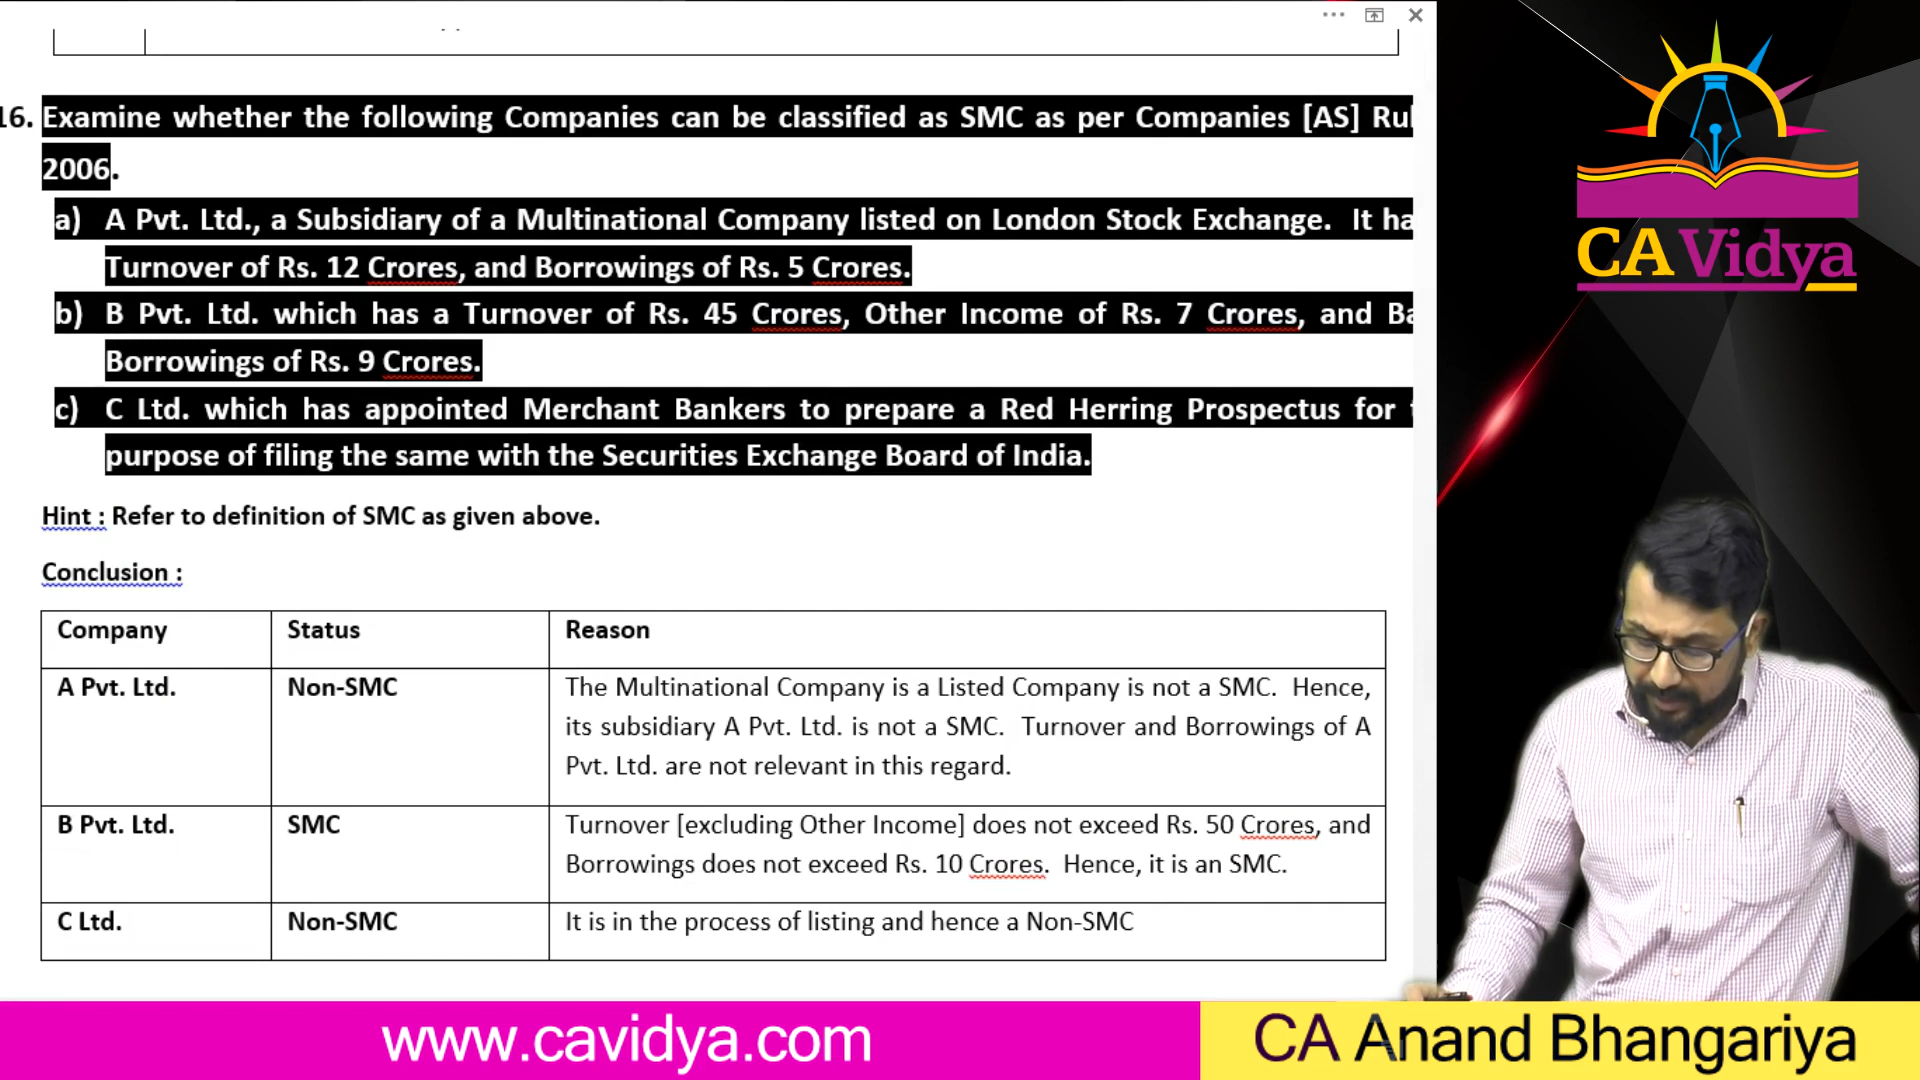 16. Examine whether the following Companies can be classified as SMC as per Companies [AS]
2006.
a) A Pvt. Ltd., a Subsidiary of a Multinational Company listed on London Stock Exchange. It
Turnover of Rs. 12 Crores, and Borrowings of Rs. 5 Crores.
b) B Pvt. Ltd. which has a Turnover of Rs. 45 Crores, Other Income of Rs. 7 Crores, and
Borrowings of Rs. 9 Crores.
c) C Ltd. which has appointed Merchant Bankers to prepare a Red Herring Prospectus for
purpose of filing the same with the Securities Exchange Board of India.
Hint : Refer to definition of SMC as given above.
Conclusion :
Company Status Reason
A Pvt. Ltd. Non-SMC The Multinational Company is a Listed Company is not a SMC. Hence,
its subsidiary A Pvt. Ltd. is not a SMC. Turnover and Borrowings of A
Pvt. Ltd. are not relevant in this regard.
B Pvt. Ltd. SMC Turnover [excluding Other Income] does not exceed Rs. 50 Crores, and
Borrowings does not exceed Rs. 10 Crores. Hence, it is an SMC.
C Ltd. Non-SMC It is in the process of listing and hence a Non-SMC
CA Vidya
www.cavidya.com
CA Anand Bhangariya